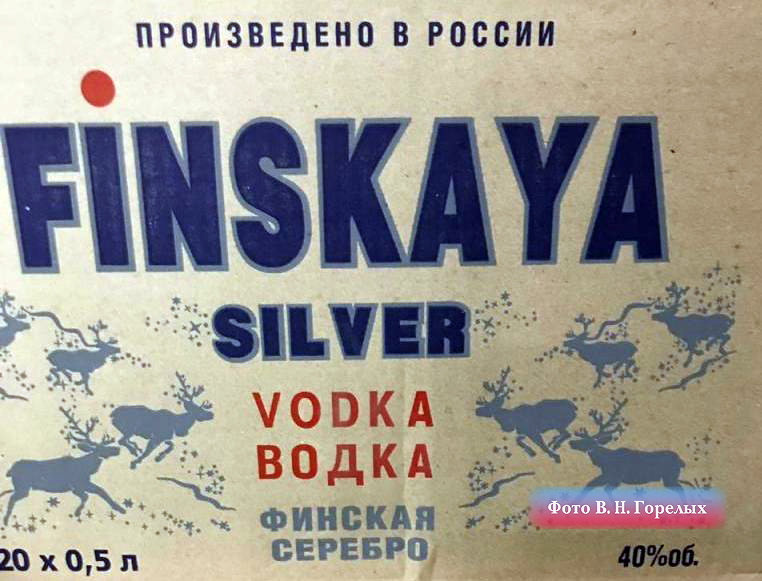 ПРОИЗВЕДЕНО В РОССИИ
FINSKAYA
SILVER
VODKA
ВОДКА
ФИНСКАЯ
СЕРЕБРО
20 x 0,5 л
40%об.
Фото В. Н. Горелых